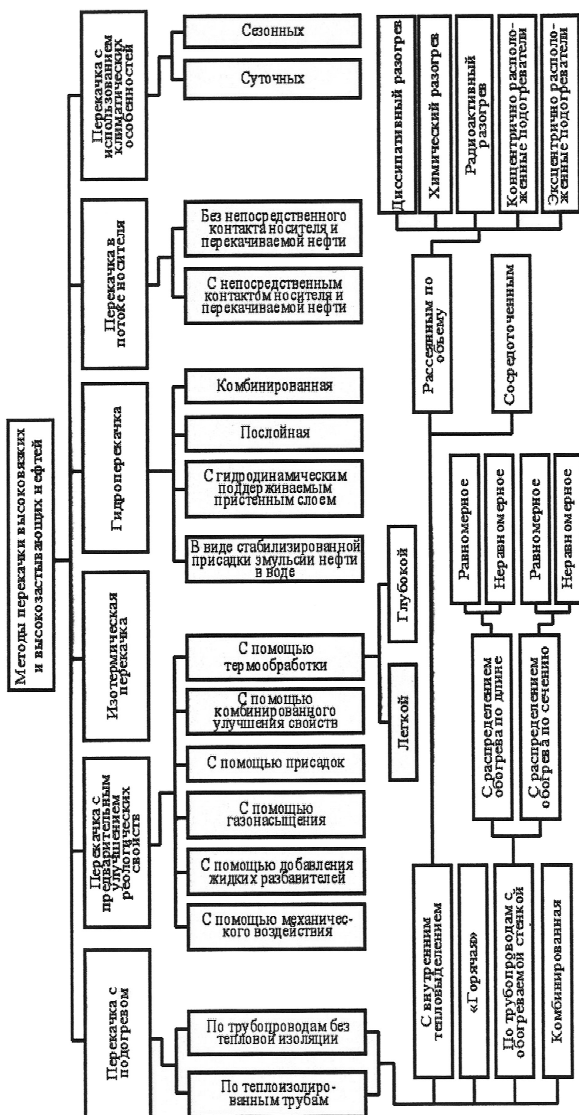 Методы перекачки высоковязких
и высокозастывающих нефтей
Перекачка с
подогревом
Перекачка с
предварительным
улучшением
реологических
свойств
Изотермическая
перекачка
Гидроперекачка
Перекачка в
потоке носителя
Перекачка с
использованием
климатических
особенностей
По теплоизолиро-
ванным трубам
По трубопроводам без
тепловой изоляции
С помощью механичес-
кого воздействия
С помощью добавления
жидких разбавителей
С помощью
газонасыщения
С помощью присадок
С помощью
комбинированного
улучшения свойств
С помощью
термообработки
В виде стабилизированной
присадки эмульсии нефти
в воде
С гидродинамическим
поддерживаемым
пристенным слоем
Послойная
Комбинированная
С непосредственным
контактом носителя и
перекачиваемой нефти
Без непосредственного
контакта носителя и
перекачиваемой нефти
Суточных
Сезонных
Легкой
Глубокой
С внутренним
тепловыделением
«Горячая»
По трубопроводам с
обогреваемой стенкой
Комбинированная
С распределением
обогрева по длине
С распределением
обогрева по сечению
Равномерное
Неравномерное
Равномерное
Неравномерное
Рассеянным по
объему
Сосредоточенным
Диссипативный разогрев
Химический разогрев
Радиоактивный
разогрев
Концентрично располо-
женные подогреватели
Эксцентрично располо-
женные подогреватели